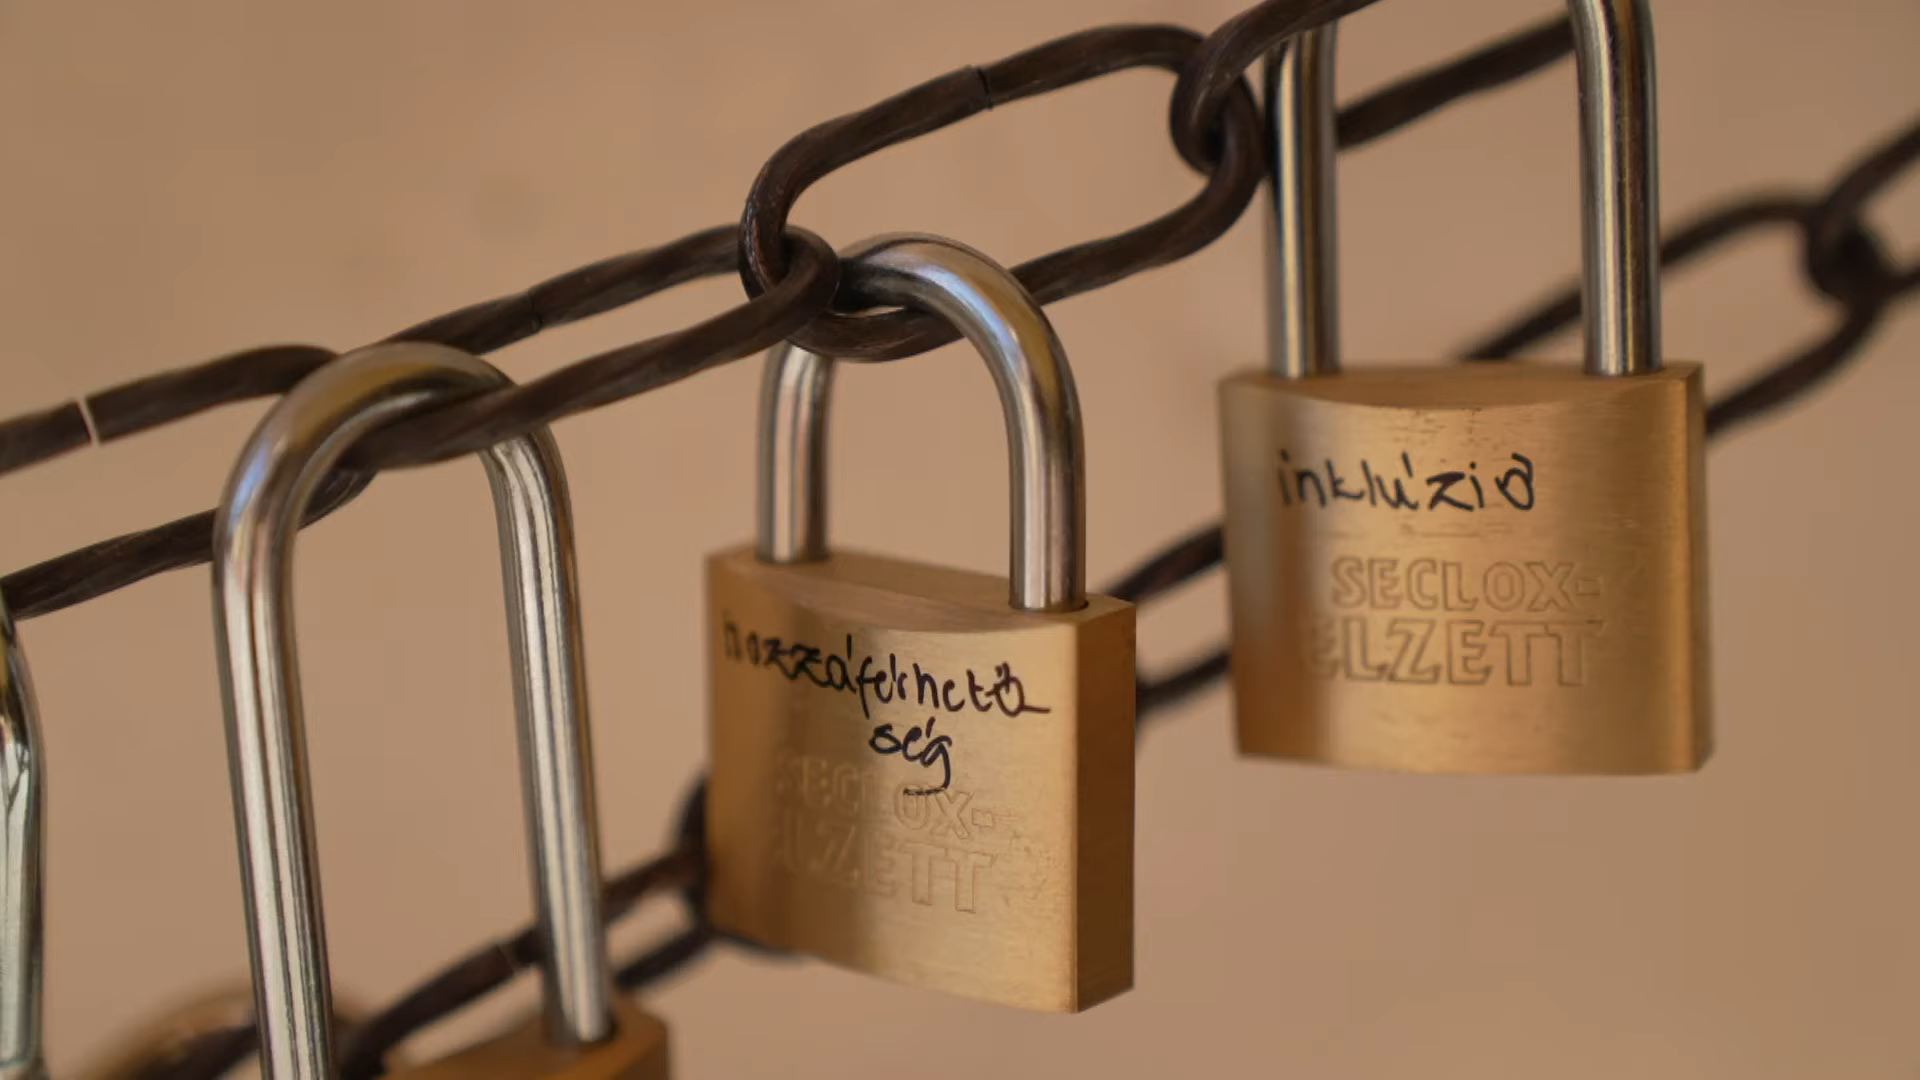 hozzáférhető
ség
SECLOX-
ELZETT
inklúzió
SECLOX-
ELZETT